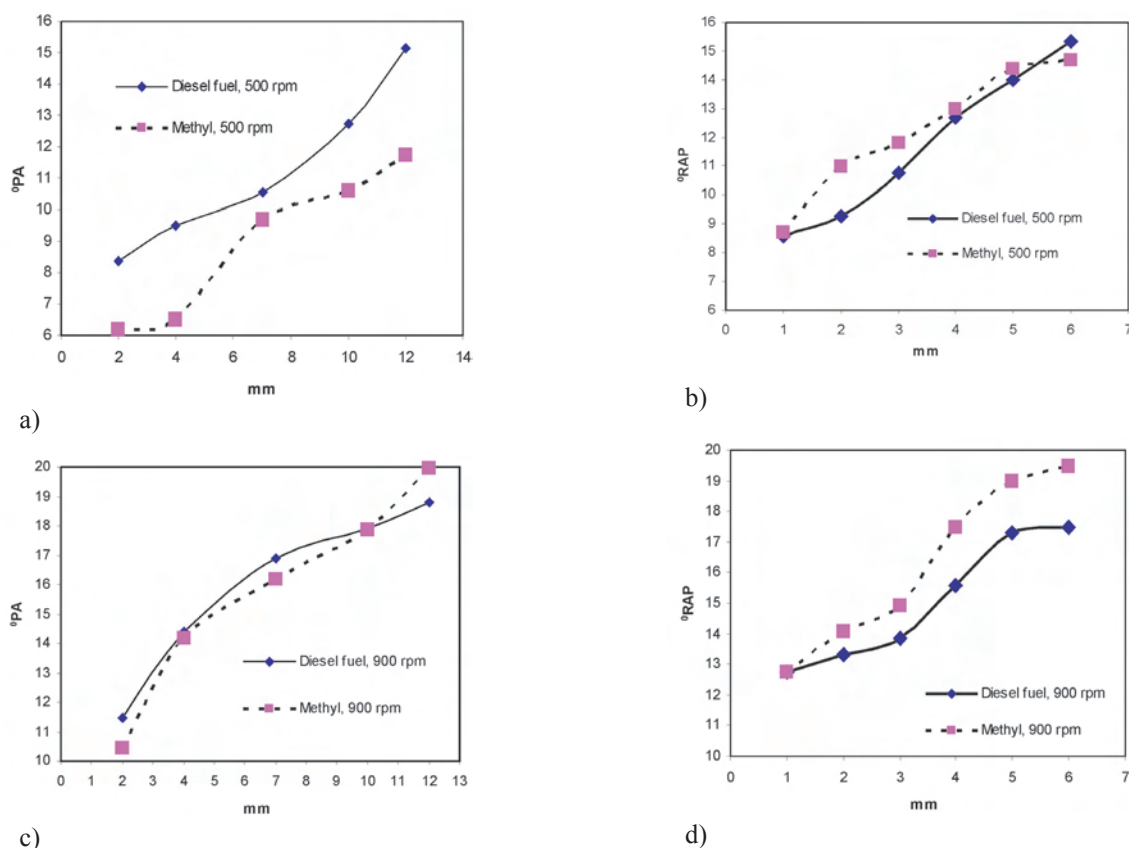 16
15
14
13
12
11
10
9
8
7
6
⁰PA
Diesel fuel, 500 rpm
Methyl, 500 rpm
0 2 4 6 8 10 12 14
mm
a)
16
15
14
13
12
11
10
9
8
7
6
⁰RAP
Diesel fuel, 500 rpm
Methyl, 500 rpm
0 1 2 3 4 5 6 7
mm
b)
20
19
18
17
16
15
14
13
12
11
10
⁰PA
Diesel fuel, 900 rpm
Methyl, 900 rpm
0 1 2 3 4 5 6 7 8 9 10 11 12 13
mm
c)
20
19
18
17
16
15
14
13
12
11
10
⁰RAP
Diesel fuel, 900 rpm
Methyl, 900 rpm
0 1 2 3 4 5 6 7
mm
d)